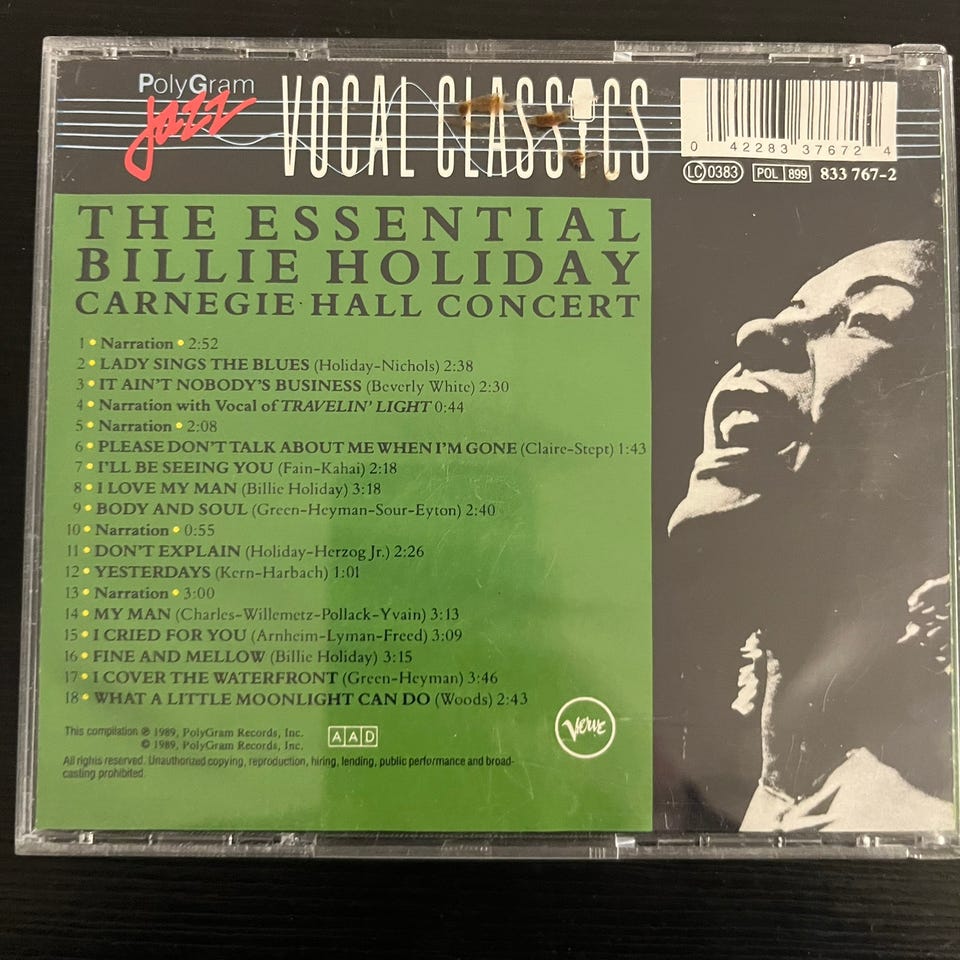 PolyGram
Jazz
VOCAL CLASSICS
0 42283 37672 4
LC 0383 POL 899 833 767-2
THE ESSENTIAL
BILLIE HOLIDAY
CARNEGIE HALL CONCERT
1 • Narration • 2:52
2 • LADY SINGS THE BLUES (Holiday-Nichols) 2:38
3 • IT AIN'T NOBODY'S BUSINESS (Beverly White) 2:30
4 • Narration with Vocal of TRAVELIN' LIGHT 0:44
5 • Narration • 2:08
6 • PLEASE DON'T TALK ABOUT ME WHEN I'M GONE (Claire-Stept) 1:43
7 • I'LL BE SEEING YOU (Fain-Kahai) 2:18
8 • I LOVE MY MAN (Billie Holiday) 3:18
9 • BODY AND SOUL (Green-Heyman-Sour-Eyton) 2:40
10 • Narration • 0:55
11 • DON'T EXPLAIN (Holiday-Herzog Jr.) 2:26
12 • YESTERDAYS (Kern-Harbach) 1:01
13 • Narration • 3:00
14 • MY MAN (Charles-Willemetz-Pollack-Yvain) 3:13
15 • I CRIED FOR YOU (Arnheim-Lyman-Freed) 3:09
16 • FINE AND MELLOW (Billie Holiday) 3:15
17 • I COVER THE WATERFRONT (Green-Heyman) 3:46
18 • WHAT A LITTLE MOONLIGHT CAN DO (Woods) 2:43
This compilation ℗ 1989, PolyGram Records, Inc.
© 1989, PolyGram Records, Inc.
AAD
Verve
All rights reserved. Unauthorized copying, reproduction, hiring, lending, public performance and broad-
casting prohibited.